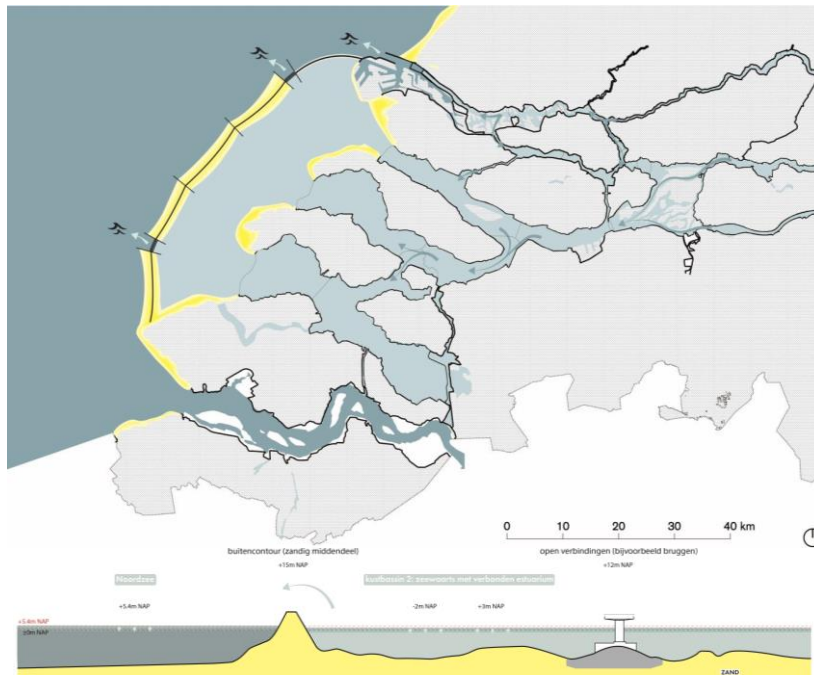 0 10 20 30 40 km
buitencontour (zandig middendeel)
open verbindingen (bijvoorbeeld bruggen)
+15m NAP
+12m NAP
Noordzee
kustbassin 2: zeewaarts met verbonden estuarium
+5.4m NAP
-2m NAP
+3m NAP
+5.4m NAP
±0m NAP
ZAND